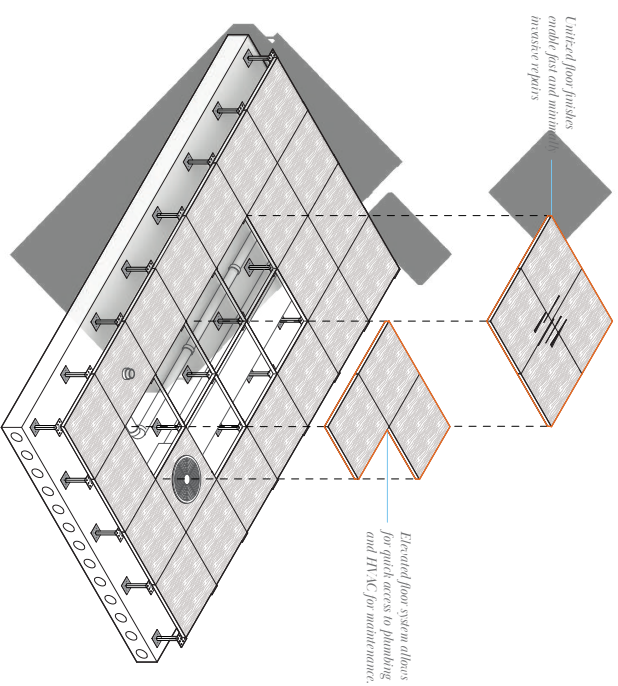 Unitized floor finishes
enable fast and minimally
invasive repairs
Elevated floor system allows
for quick access to plumbing
and HVAC for maintenance.